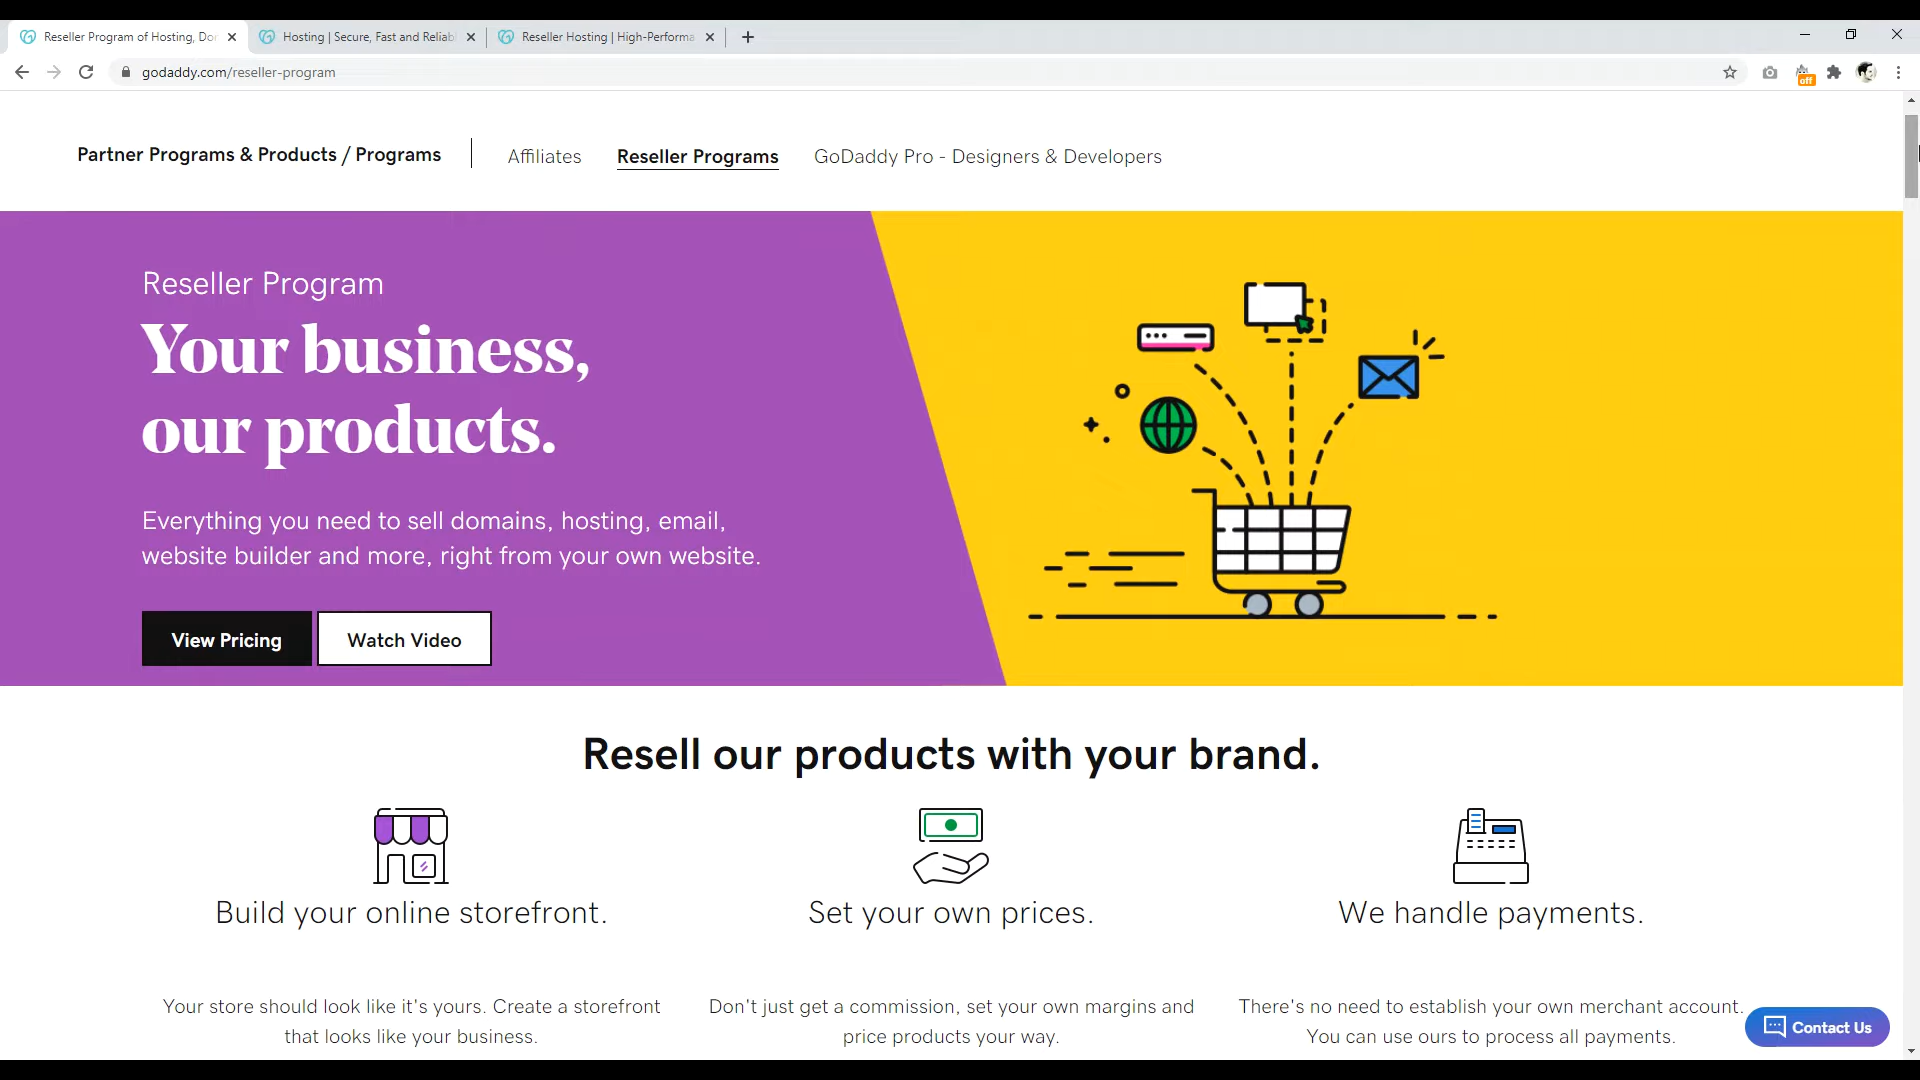 Reseller Program of Hosting, Do
Hosting | Secure, Fast and Reliab
Reseller Hosting | High-Performa
godaddy.com/reseller-program
off
Partner Programs & Products / Programs
Affiliates
Reseller Programs
GoDaddy Pro - Designers & Developers
Reseller Program
Your business,
our products.
Everything you need to sell domains, hosting, email,
website builder and more, right from your own website.
View Pricing
Watch Video
Resell our products with your brand.
Build your online storefront.
Set your own prices.
We handle payments.
Your store should look like it's yours. Create a storefront
that looks like your business.
Don't just get a commission, set your own margins and
price products your way.
There's no need to establish your own merchant account.
You can use ours to process all payments.
Contact Us